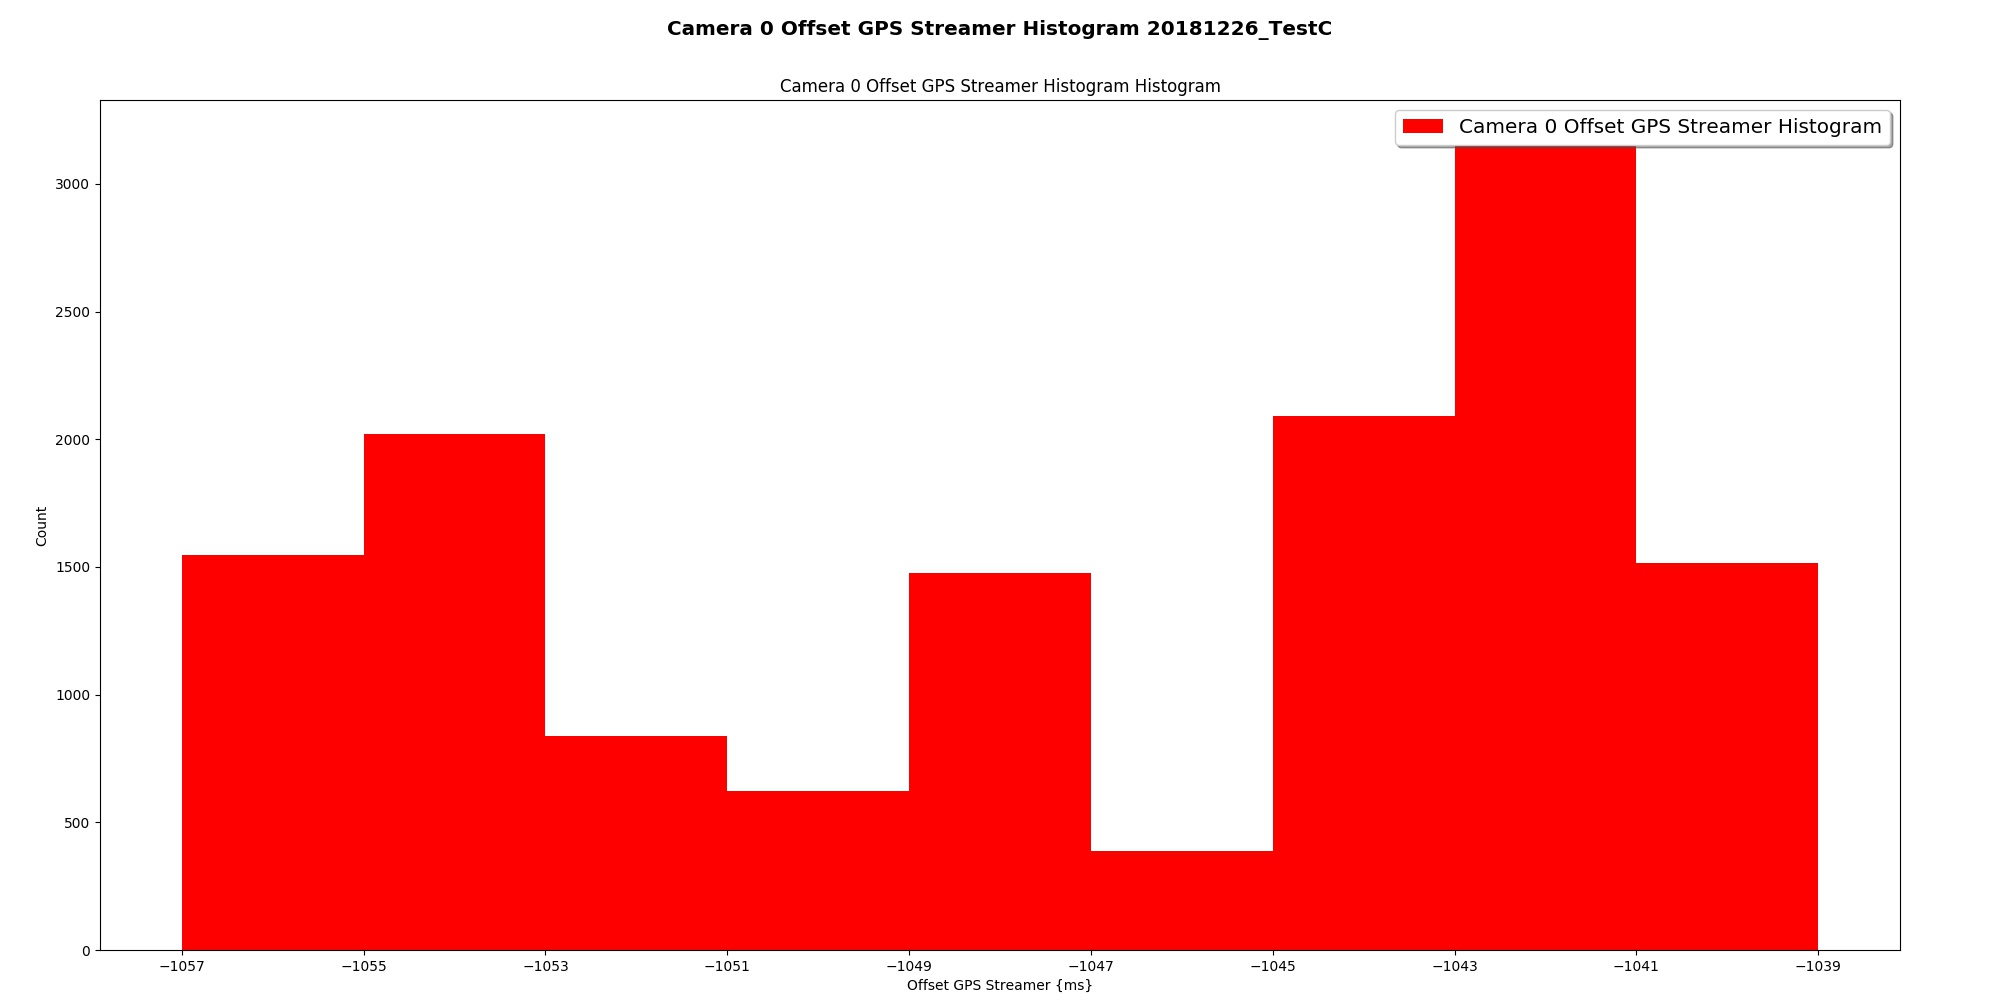 Camera 0 Offset GPS Streamer Histogram 20181226_TestC
Camera 0 Offset GPS Streamer Histogram Histogram
Camera 0 Offset GPS Streamer Histogram
3000
2500
2000
1500
1000
500
0
Count
−1057 −1055 −1053 −1051 −1049 −1047 −1045 −1043 −1041 −1039
Offset GPS Streamer {ms}